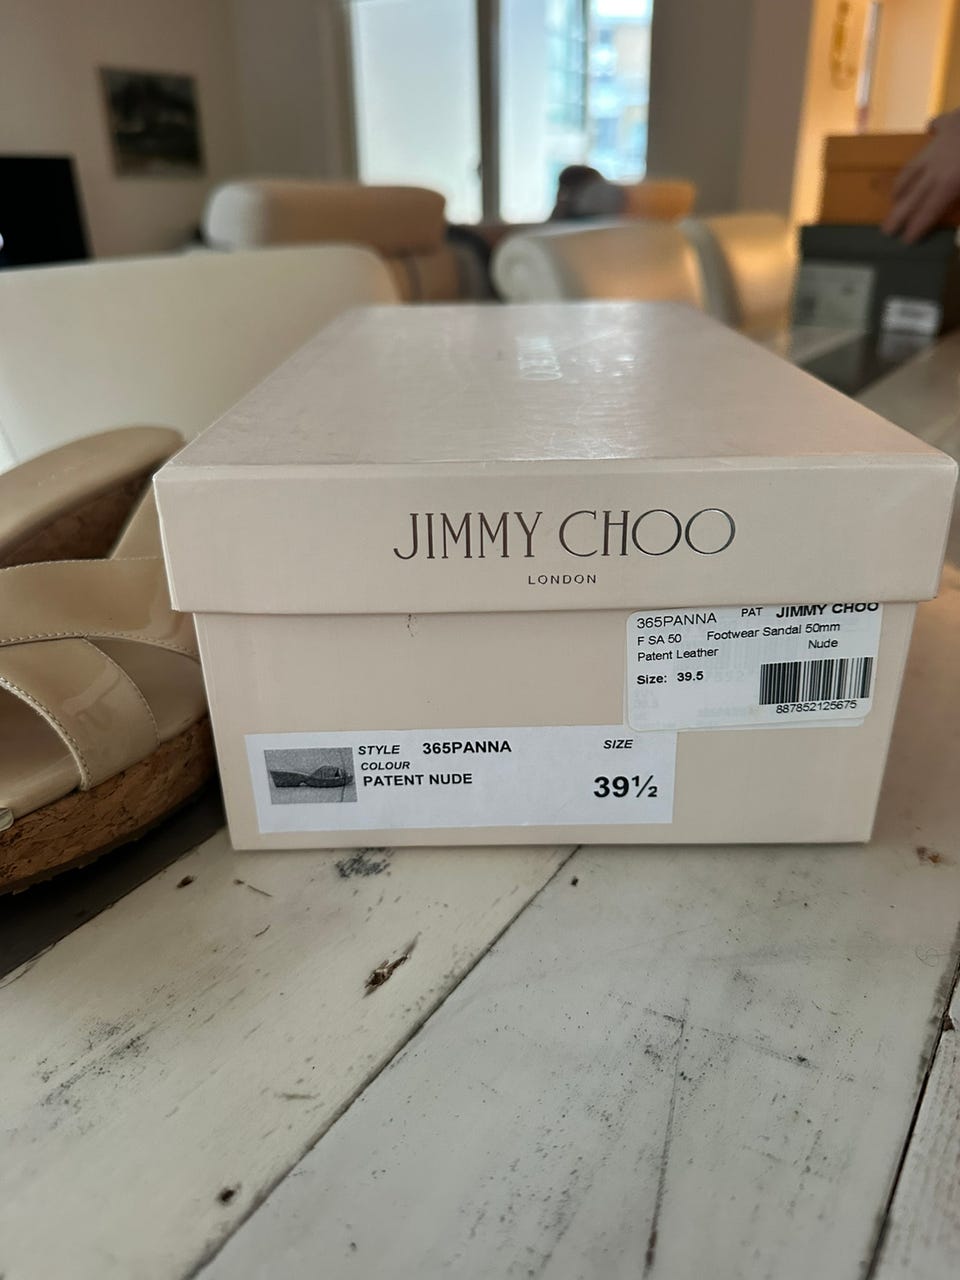 JIMMY CHOO
LONDON
365PANNA PAT JIMMY CHOO
F SA 50 Footwear Sandal 50mm
Patent Leather Nude
Size: 39.5
887852125675
STYLE 365PANNA SIZE
COLOUR
PATENT NUDE 39½